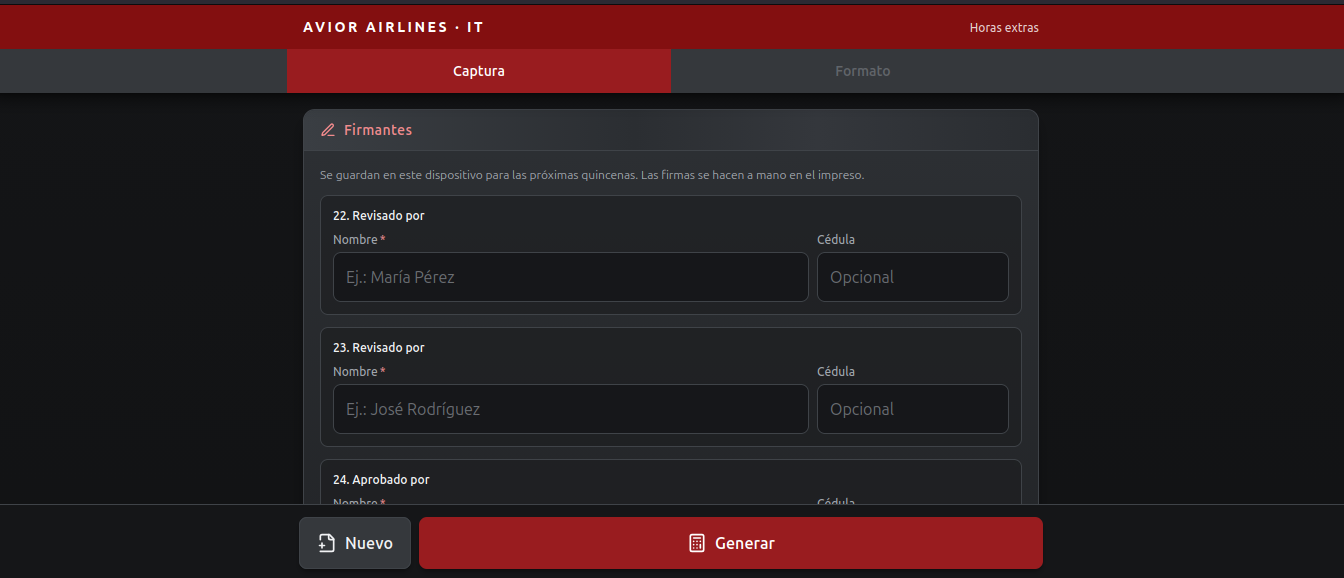 AVIOR AIRLINES · IT
Horas extras
Captura
Formato
Firmantes
Se guardan en este dispositivo para las próximas quincenas. Las firmas se hacen a mano en el impreso.
22. Revisado por
Nombre * Cédula
Ej.: María Pérez Opcional
23. Revisado por
Nombre * Cédula
Ej.: José Rodríguez Opcional
24. Aprobado por
Nombre * Cédula
Nuevo Generar